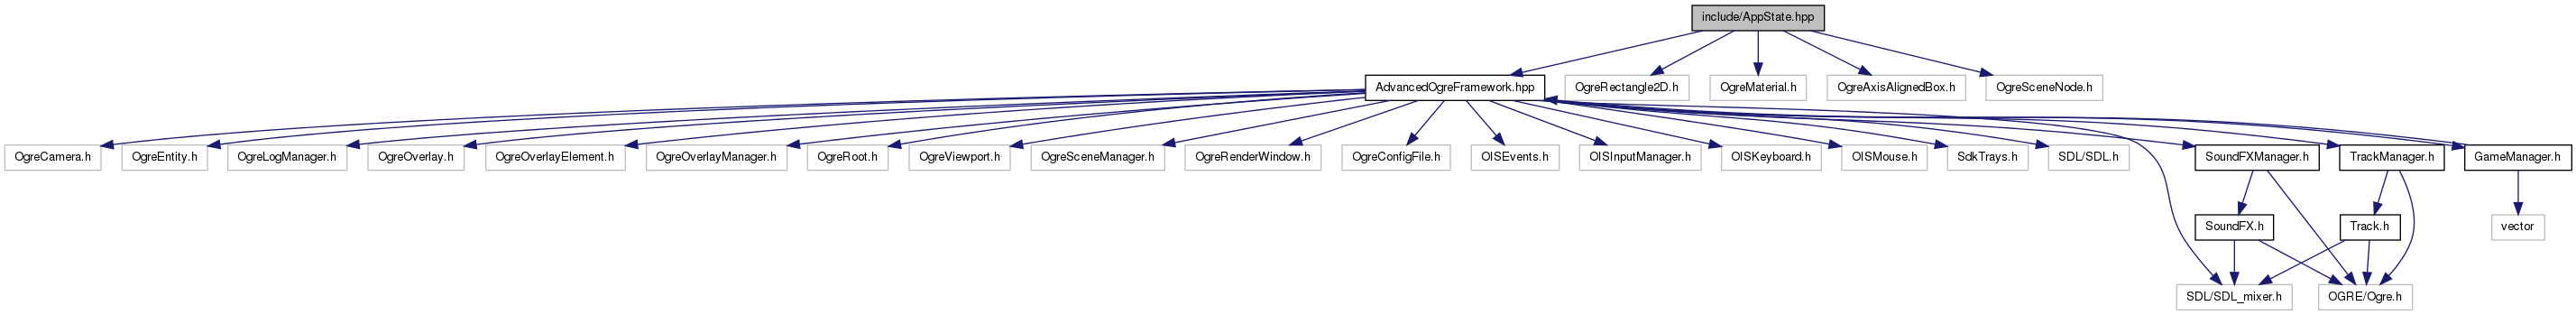 include/AppState.hpp
AdvancedOgreFramework.hpp
OgreRectangle2D.h
OgreMaterial.h
OgreAxisAlignedBox.h
OgreSceneNode.h
OgreCamera.h
OgreEntity.h
OgreLogManager.h
OgreOverlay.h
OgreOverlayElement.h
OgreOverlayManager.h
OgreRoot.h
OgreViewport.h
OgreSceneManager.h
OgreRenderWindow.h
OgreConfigFile.h
OISEvents.h
OISInputManager.h
OISKeyboard.h
OISMouse.h
SdkTrays.h
SDL/SDL.h
SoundFXManager.h
TrackManager.h
GameManager.h
SoundFX.h
Track.h
vector
SDL/SDL_mixer.h
OGRE/Ogre.h